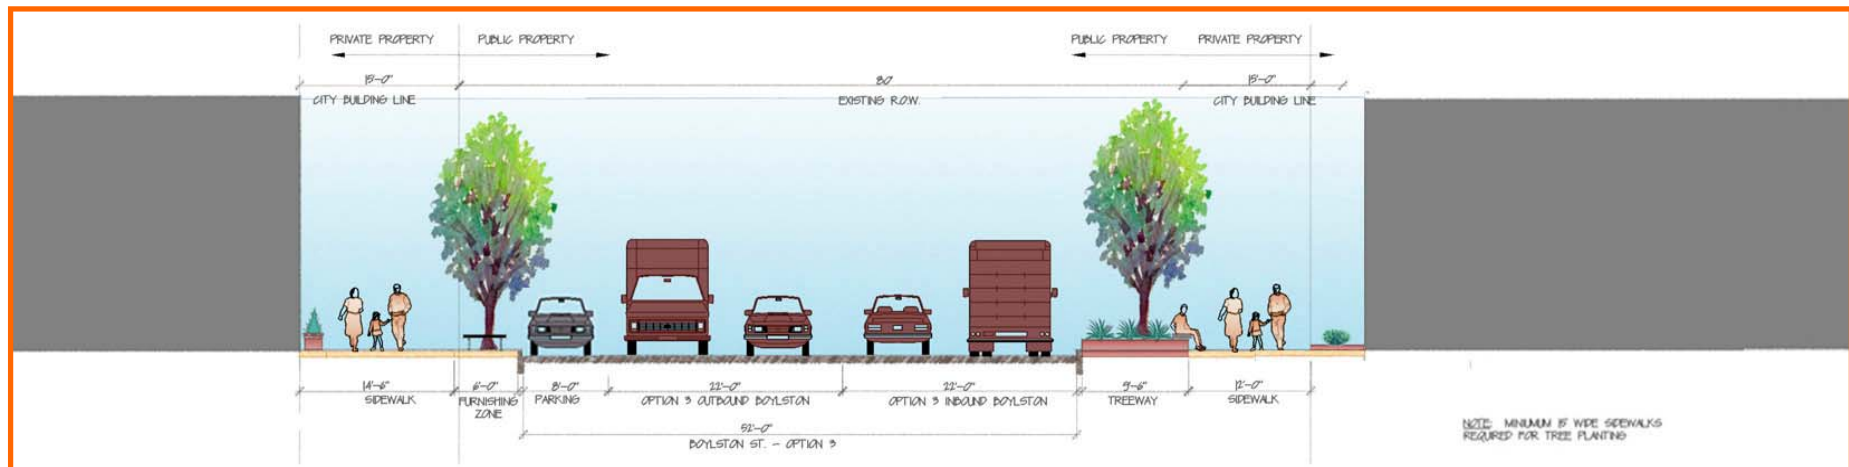 PRIVATE PROPERTY PUBLIC PROPERTY PUBLIC PROPERTY PRIVATE PROPERTY
15'-0" 80' 15'-0"
CITY BUILDING LINE EXISTING R.O.W. CITY BUILDING LINE
14'-6" 6'-0" 8'-0" 22'-0" 22'-0" 9'-6" 12'-0"
SIDEWALK FURNISHING PARKING OPTION 3 OUTBOUND BOYLSTON OPTION 3 INBOUND BOYLSTON TREEWAY SIDEWALK
ZONE
52'-0"
BOYLSTON ST. - OPTION 3
NOTE: MINIMUM 15' WIDE SIDEWALKS
REQUIRED FOR TREE PLANTING